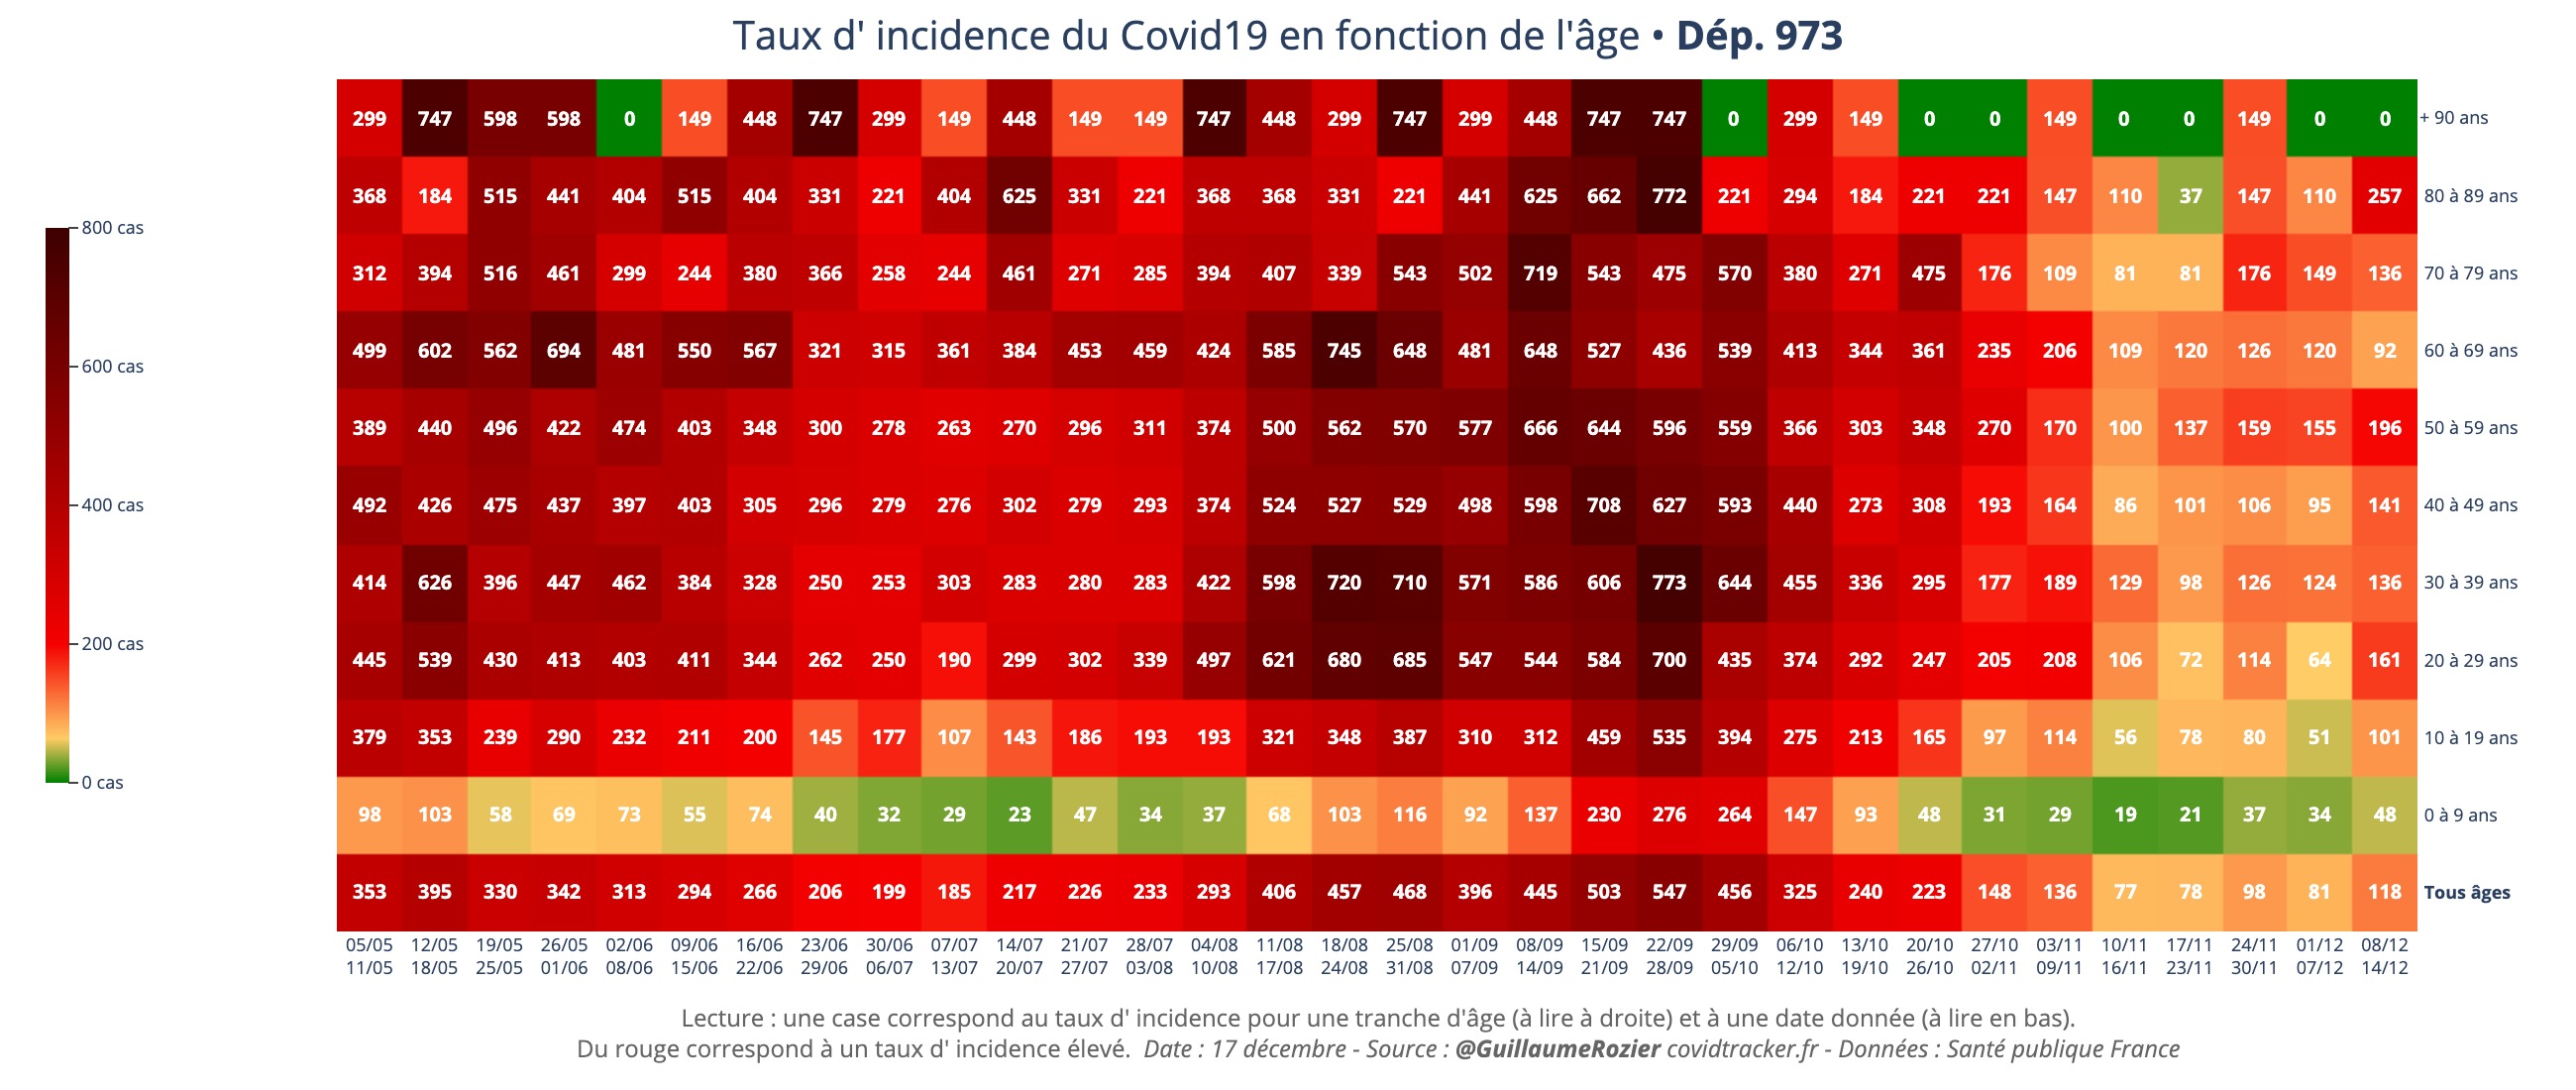 Taux d' incidence du Covid19 en fonction de l'âge • Dép. 973
800 cas
600 cas
400 cas
200 cas
0 cas
299 747 598 598 0 149 448 747 299 149 448 149 149 747 448 299 747 299 448 747 747 0 299 149 0 0 149 0 0 149 0 0 + 90 ans
368 184 515 441 404 515 404 331 221 404 625 331 221 368 368 331 221 441 625 662 772 221 294 184 221 221 147 110 37 147 110 257 80 à 89 ans
312 394 516 461 299 244 380 366 258 244 461 271 285 394 407 339 543 502 719 543 475 570 380 271 475 176 109 81 81 176 149 136 70 à 79 ans
499 602 562 694 481 550 567 321 315 361 384 453 459 424 585 745 648 481 648 527 436 539 413 344 361 235 206 109 120 126 120 92 60 à 69 ans
389 440 496 422 474 403 348 300 278 263 270 296 311 374 500 562 570 577 666 644 596 559 366 303 348 270 170 100 137 159 155 196 50 à 59 ans
492 426 475 437 397 403 305 296 279 276 302 279 293 374 524 527 529 498 598 708 627 593 440 273 308 193 164 86 101 106 95 141 40 à 49 ans
414 626 396 447 462 384 328 250 253 303 283 280 283 422 598 720 710 571 586 606 773 644 455 336 295 177 189 129 98 126 124 136 30 à 39 ans
445 539 430 413 403 411 344 262 250 190 299 302 339 497 621 680 685 547 544 584 700 435 374 292 247 205 208 106 72 114 64 161 20 à 29 ans
379 353 239 290 232 211 200 145 177 107 143 186 193 193 321 348 387 310 312 459 535 394 275 213 165 97 114 56 78 80 51 101 10 à 19 ans
98 103 58 69 73 55 74 40 32 29 23 47 34 37 68 103 116 92 137 230 276 264 147 93 48 31 29 19 21 37 34 48 0 à 9 ans
353 395 330 342 313 294 266 206 199 185 217 226 233 293 406 457 468 396 445 503 547 456 325 240 223 148 136 77 78 98 81 118 Tous âges
05/05 12/05 19/05 26/05 02/06 09/06 16/06 23/06 30/06 07/07 14/07 21/07 28/07 04/08 11/08 18/08 25/08 01/09 08/09 15/09 22/09 29/09 06/10 13/10 20/10 27/10 03/11 10/11 17/11 24/11 01/12 08/12
11/05 18/05 25/05 01/06 08/06 15/06 22/06 29/06 06/07 13/07 20/07 27/07 03/08 10/08 17/08 24/08 31/08 07/09 14/09 21/09 28/09 05/10 12/10 19/10 26/10 02/11 09/11 16/11 23/11 30/11 07/12 14/12
Lecture : une case correspond au taux d' incidence pour une tranche d'âge (à lire à droite) et à une date donnée (à lire en bas).
Du rouge correspond à un taux d' incidence élevé. Date : 17 décembre - Source : @GuillaumeRozier covidtracker.fr - Données : Santé publique France